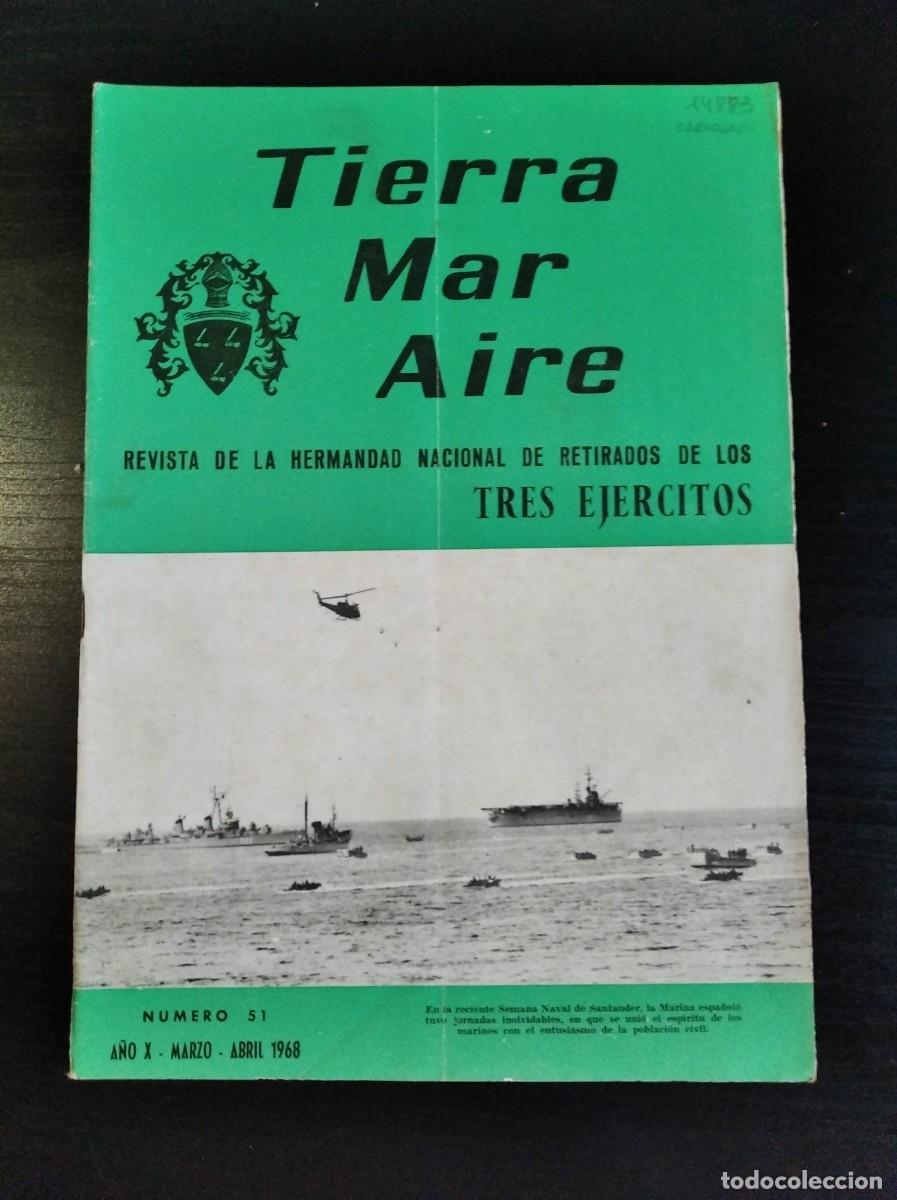 19883
Tierra
Mar
Aire
REVISTA DE LA HERMANDAD NACIONAL DE RETIRADOS DE LOS
TRES EJERCITOS
NUMERO 51
AÑO X - MARZO - ABRIL 1968
En la reciente Semana Naval de Santander, la Marina española
tuvo jornadas inolvidables, en que se unió el espíritu de los
marinos con el entusiasmo de la población civil.
todocoleccion